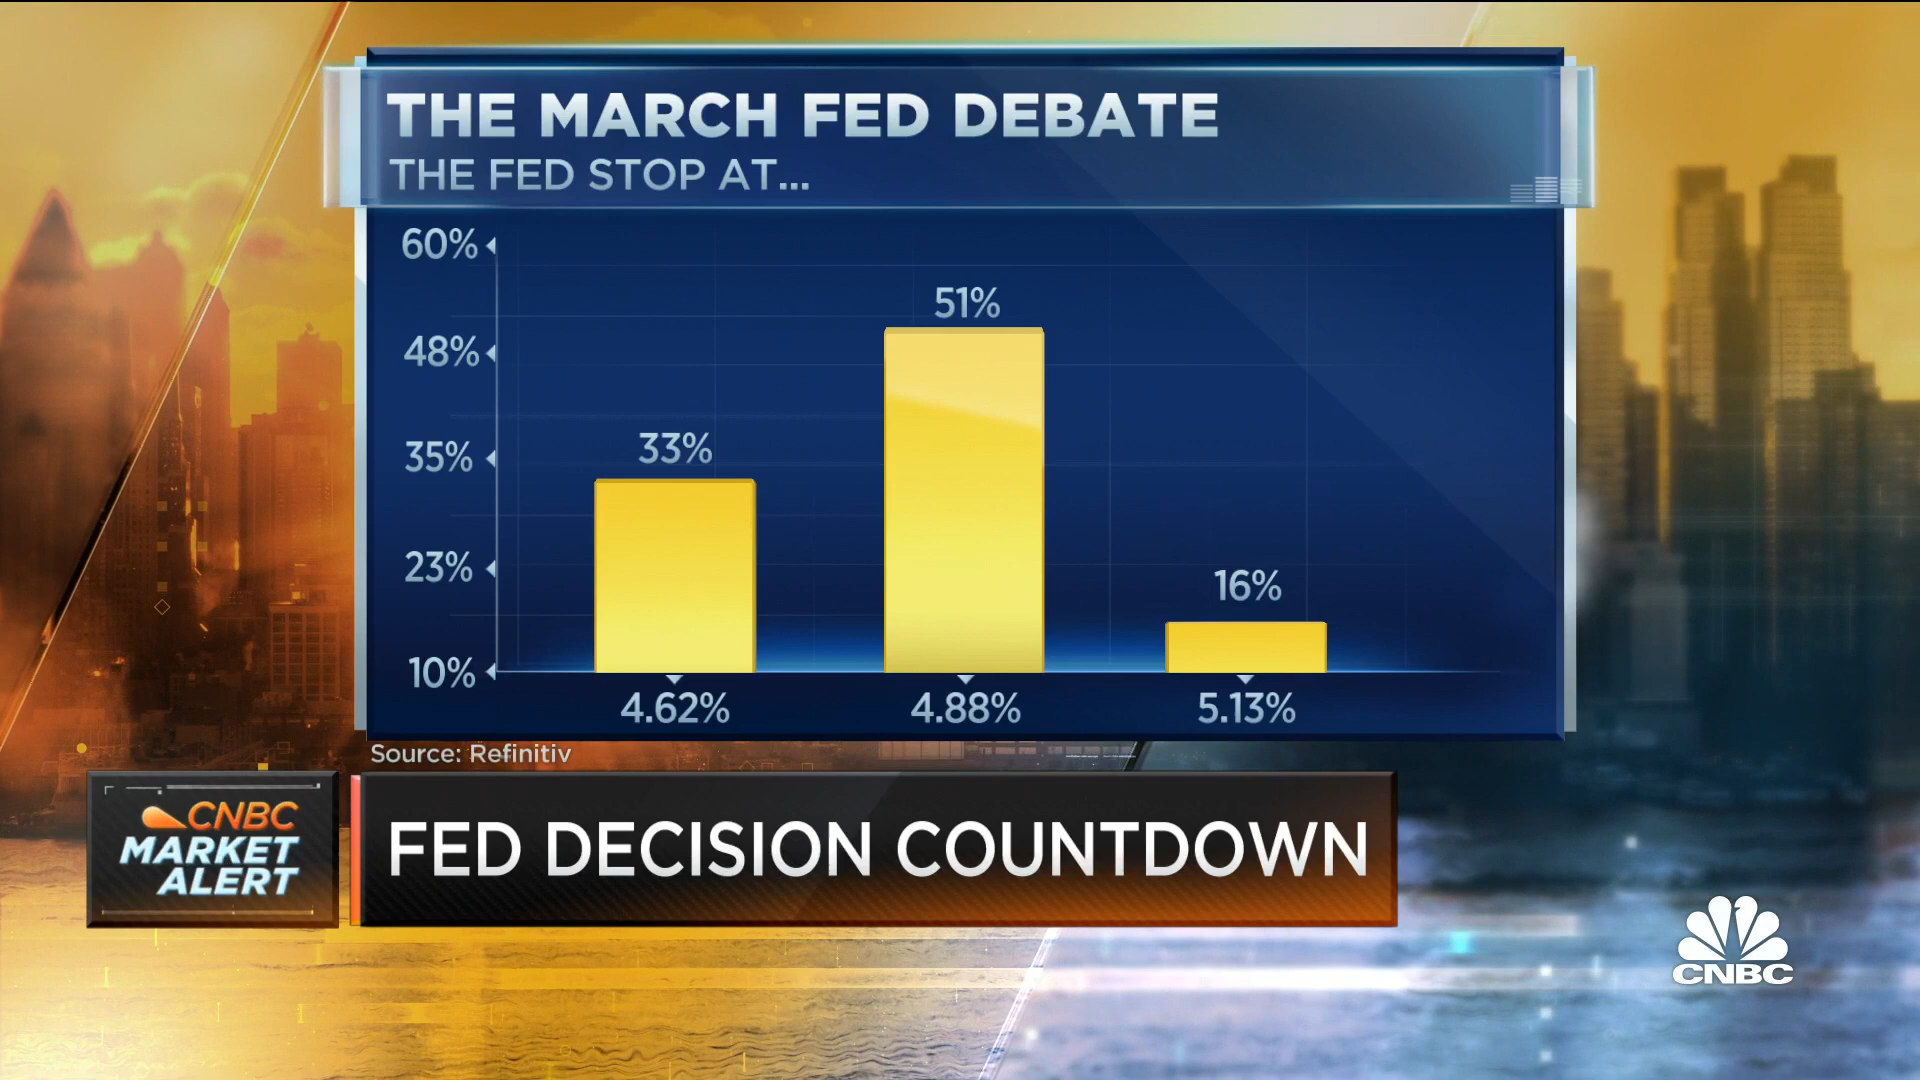 THE MARCH FED DEBATE
THE FED STOP AT...
60%
51%
48%
33%
35%
23%
16%
10%
4.62% 4.88% 5.13%
Source: Refinitiv
CNBC
MARKET
ALERT
FED DECISION COUNTDOWN
CNBC